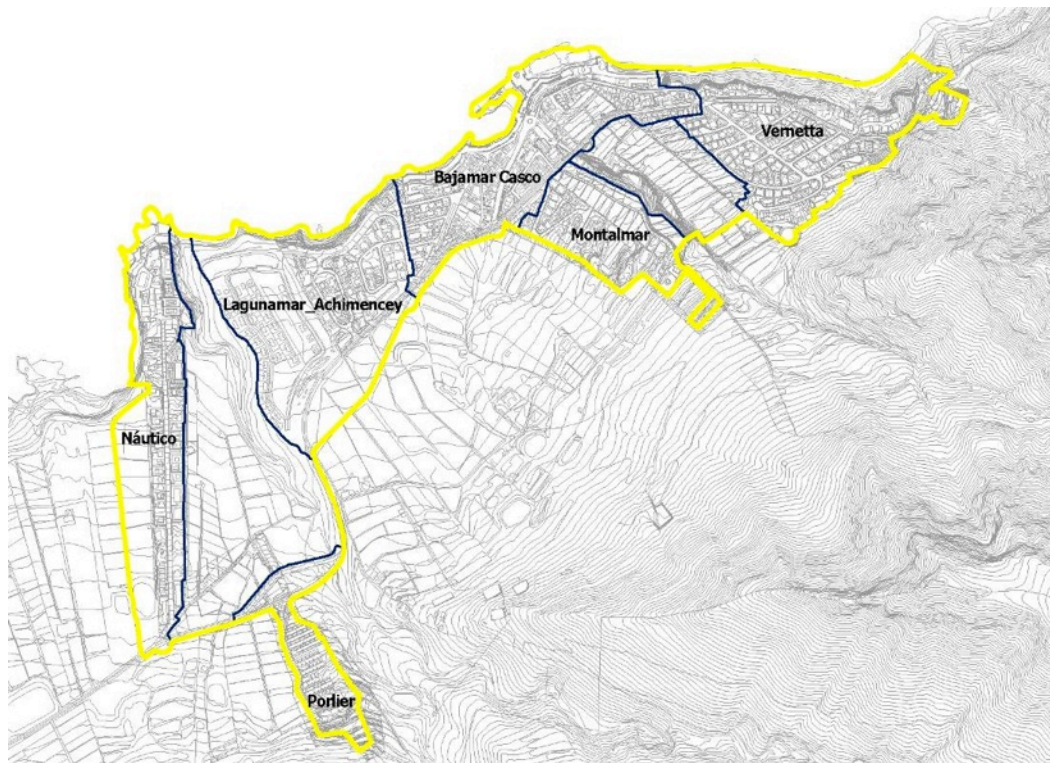 Vernetta
Bajamar Casco
Montalmar
Lagunamar_Achimencey
Náutico
Porlier